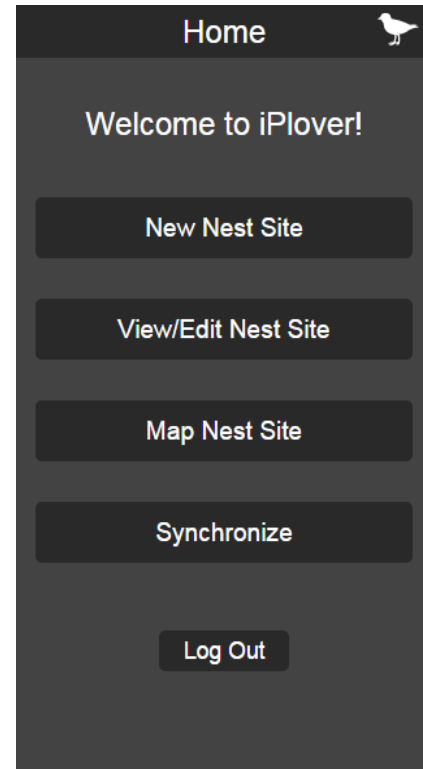 Home
Welcome to iPlover!
New Nest Site
View/Edit Nest Site
Map Nest Site
Synchronize
Log Out